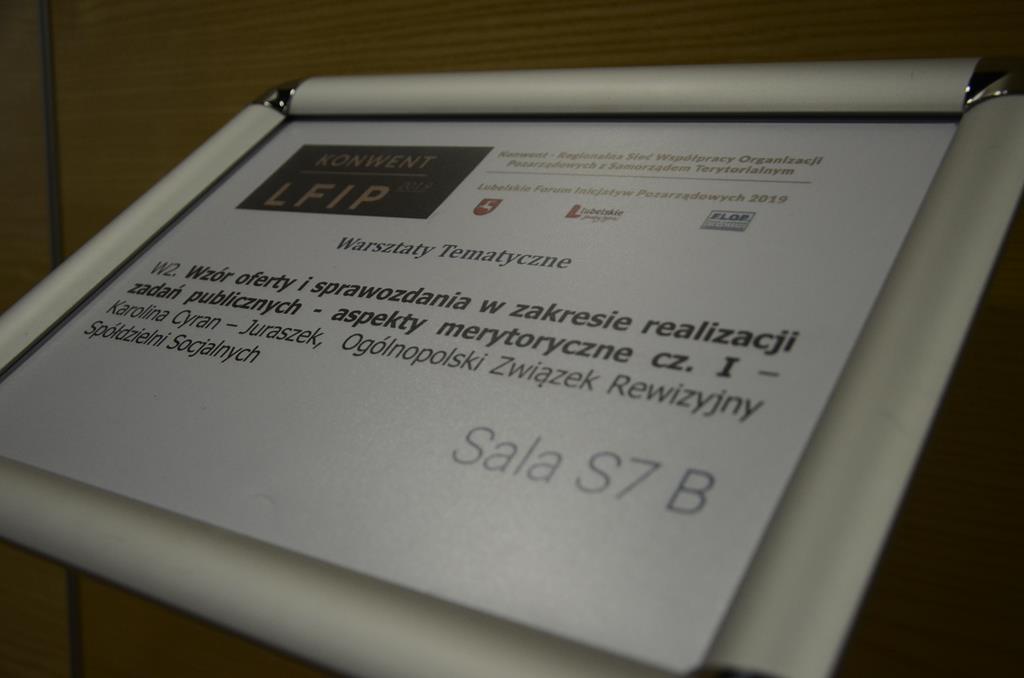 KONWENT
LFIP 2019
Konwent - Regionalna Sieć Współpracy Organizacji
Pozarządowych z Samorządem Terytorialnym
Lubelskie Forum Inicjatyw Pozarządowych 2019
Lubelskie
FLOP
Warsztaty Tematyczne
W2. Wzór oferty i sprawozdania w zakresie realizacji
zadań publicznych - aspekty merytoryczne cz. I –
Karolina Cyran – Juraszek, Ogólnopolski Związek Rewizyjny
Spółdzielni Socjalnych
Sala S7 B